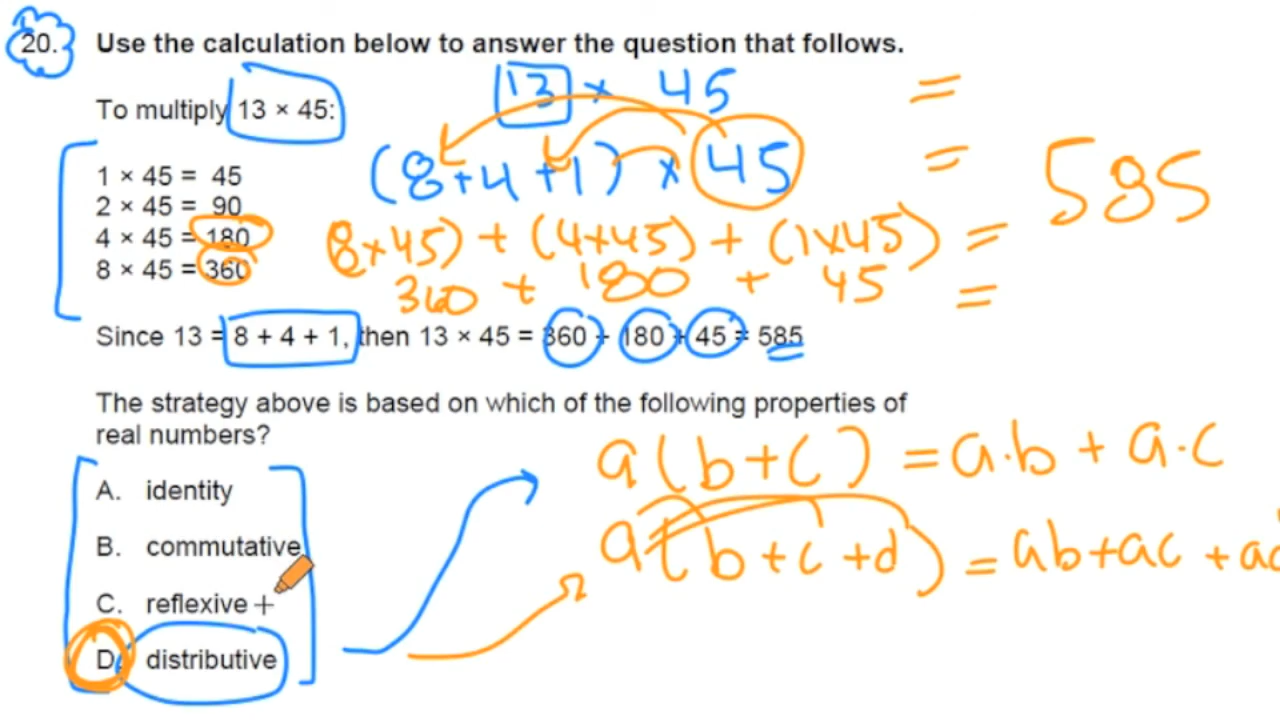 20. Use the calculation below to answer the question that follows.
13 × 45
=
To multiply 13 × 45:
(8+4+1) × 45
=
585
1 × 45 = 45
2 × 45 = 90
4 × 45 = 180
8 × 45 = 360
8×45) + (4×45) + (1×45) =
360 + 180 + 45
=
Since 13 = 8 + 4 + 1, then 13 × 45 = 360 + 180 + 45 = 585
The strategy above is based on which of the following properties of
real numbers?
a(b+c) = a·b + a·c
A. identity
a(b+c+d) = ab+ac +ad
B. commutative
C. reflexive +
D. distributive